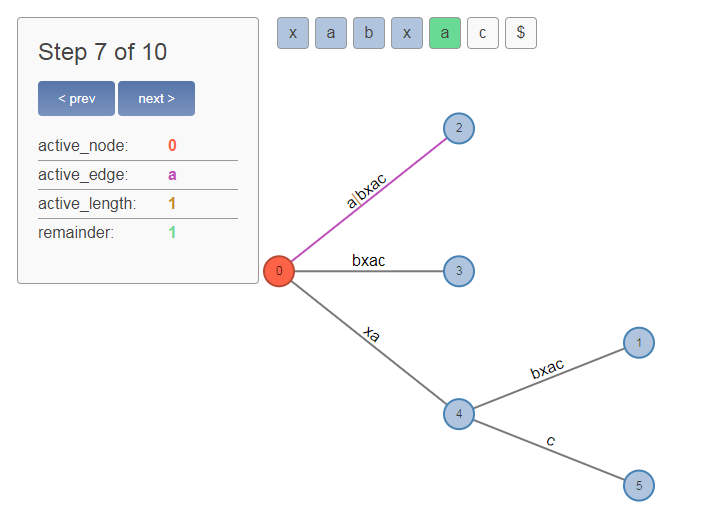 Step 7 of 10
< prev next >
active_node: 0
active_edge: a
active_length: 1
remainder: 1
x a b x a c $
2
a|bxac
0
bxac
3
xa
1
bxac
4
c
5